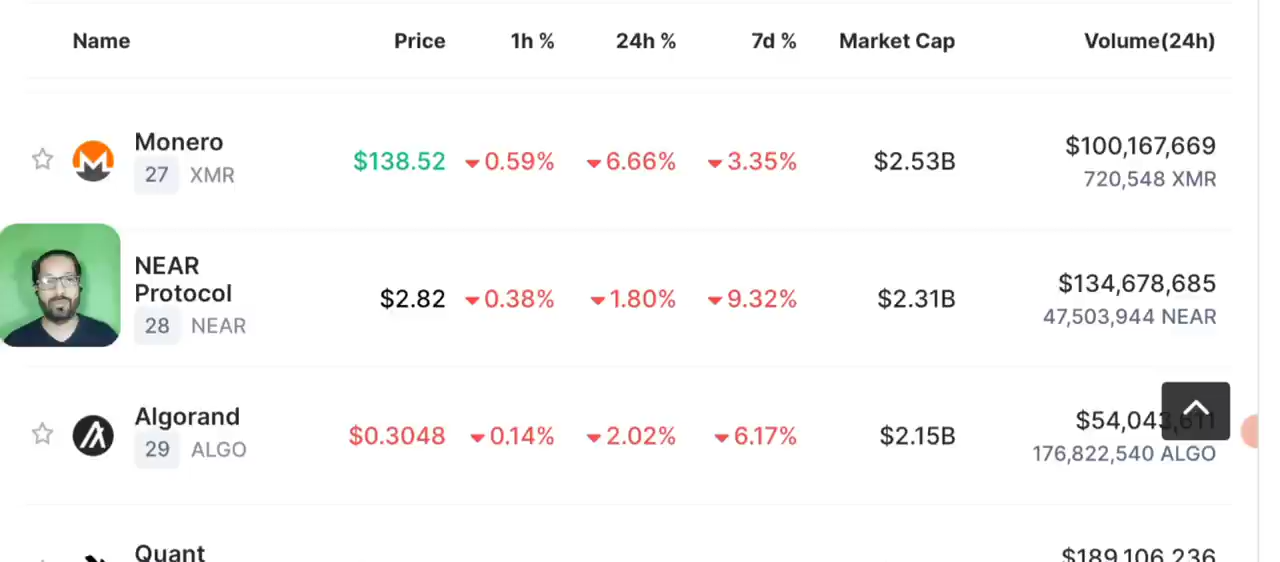 Name Price 1h % 24h % 7d % Market Cap Volume(24h)
Monero
$138.52 0.59% 6.66% 3.35% $2.53B $100,167,669
27 XMR 720,548 XMR
NEAR
Protocol
$2.82 0.38% 1.80% 9.32% $2.31B $134,678,685
28 NEAR 47,503,944 NEAR
Algorand
$0.3048 0.14% 2.02% 6.17% $2.15B $54,043,611
29 ALGO 176,822,540 ALGO
Quant $189,106,236